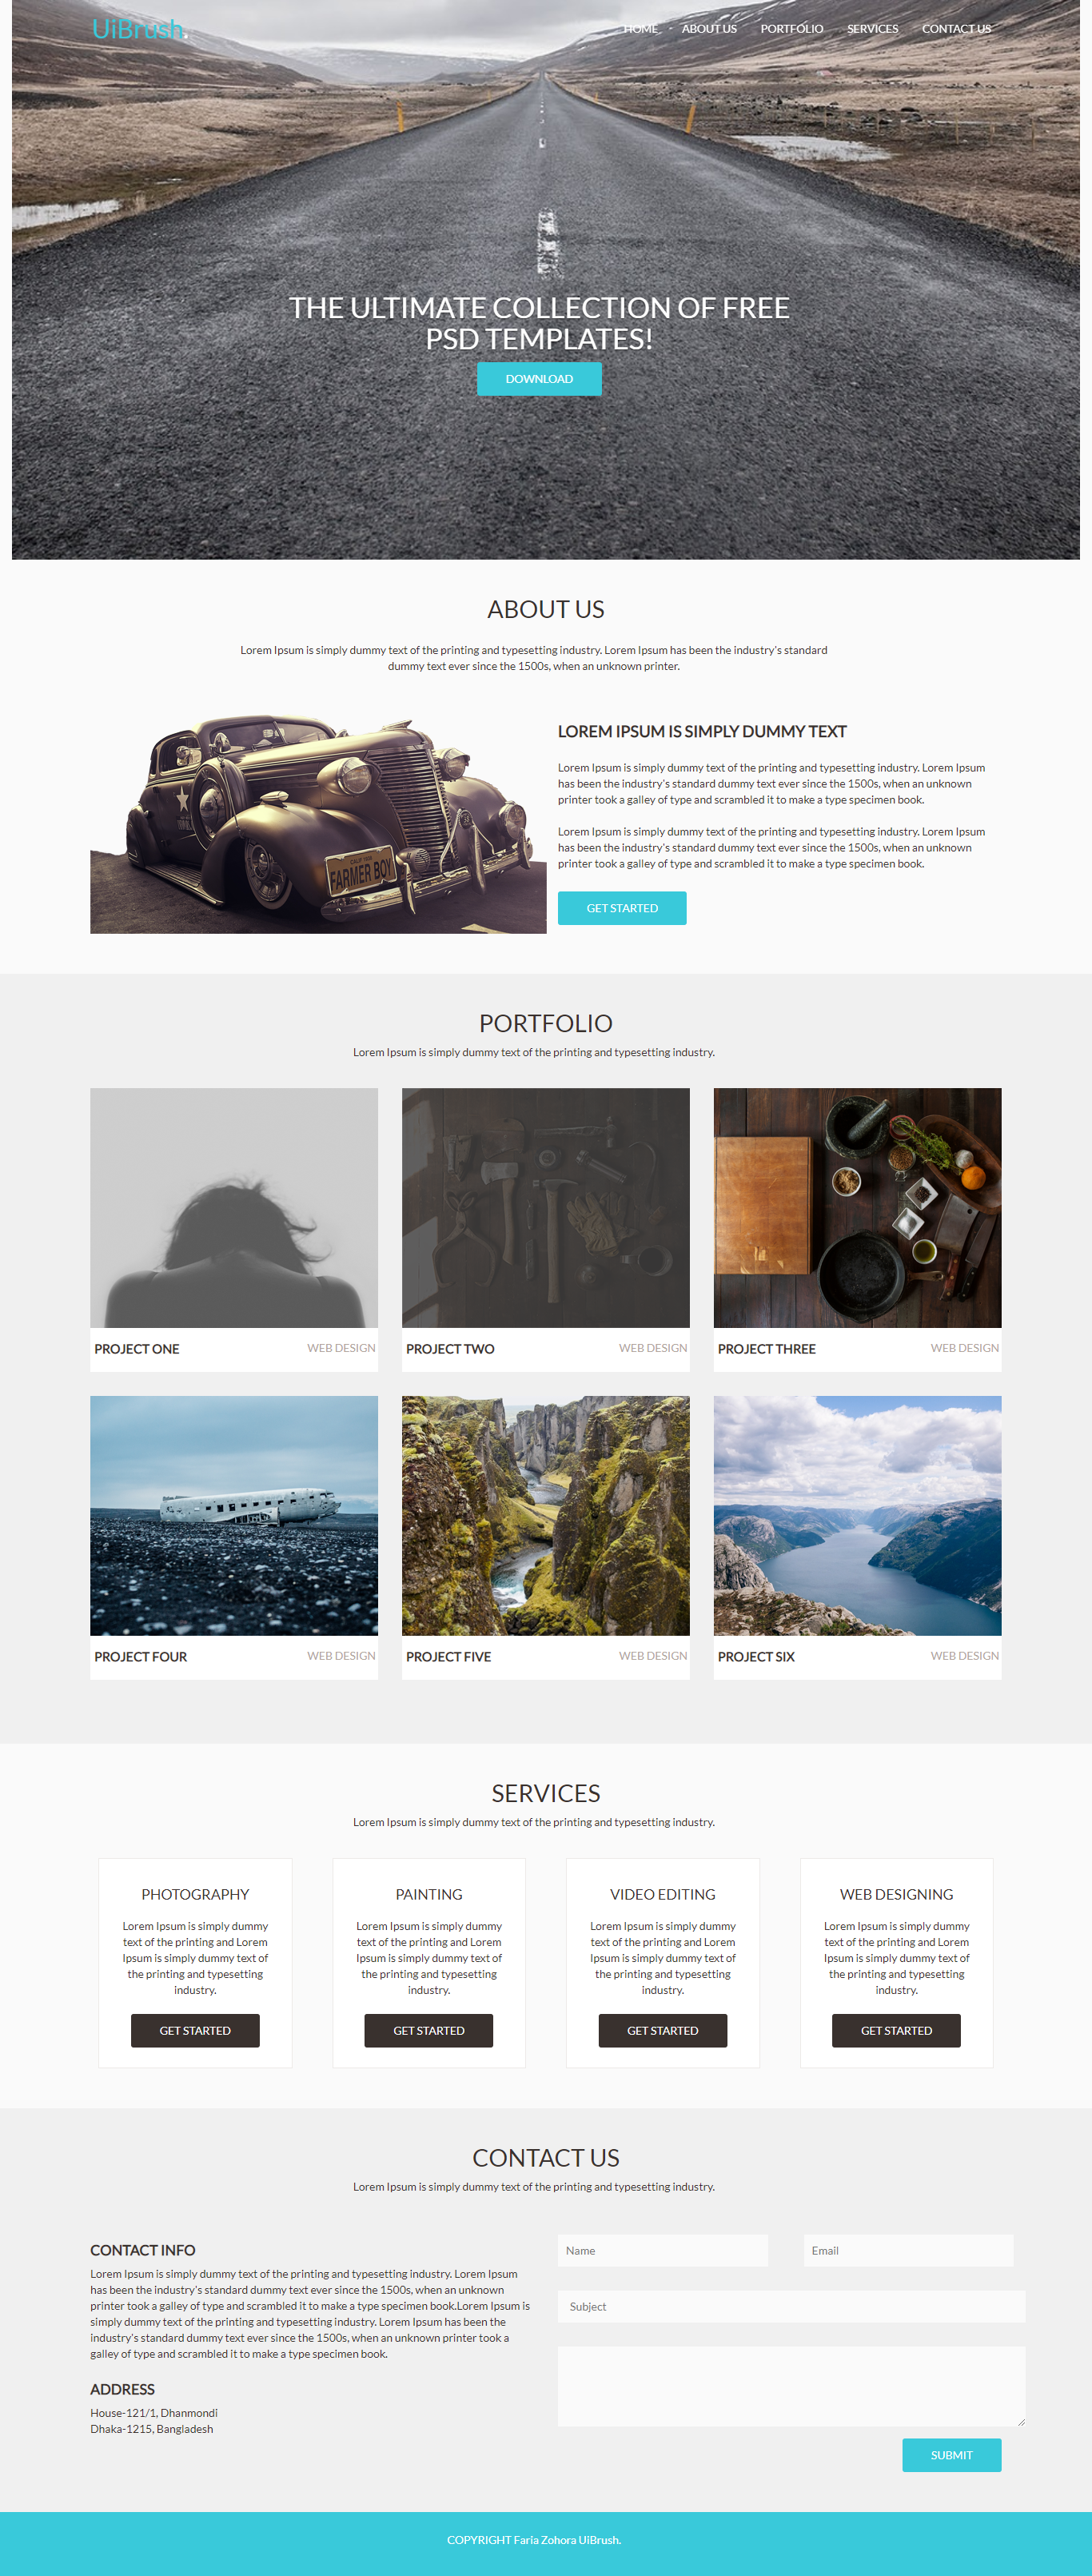 UiBrush.
HOME ABOUT US PORTFOLIO SERVICES CONTACT US
THE ULTIMATE COLLECTION OF FREE
PSD TEMPLATES!
DOWNLOAD
ABOUT US
Lorem Ipsum is simply dummy text of the printing and typesetting industry. Lorem Ipsum has been the industry's standard
dummy text ever since the 1500s, when an unknown printer.
FARMER BOY
LOREM IPSUM IS SIMPLY DUMMY TEXT
Lorem Ipsum is simply dummy text of the printing and typesetting industry. Lorem Ipsum
has been the industry's standard dummy text ever since the 1500s, when an unknown
printer took a galley of type and scrambled it to make a type specimen book.
Lorem Ipsum is simply dummy text of the printing and typesetting industry. Lorem Ipsum
has been the industry's standard dummy text ever since the 1500s, when an unknown
printer took a galley of type and scrambled it to make a type specimen book.
GET STARTED
PORTFOLIO
Lorem Ipsum is simply dummy text of the printing and typesetting industry.
PROJECT ONE WEB DESIGN
PROJECT TWO WEB DESIGN
PROJECT THREE WEB DESIGN
PROJECT FOUR WEB DESIGN
PROJECT FIVE WEB DESIGN
PROJECT SIX WEB DESIGN
SERVICES
Lorem Ipsum is simply dummy text of the printing and typesetting industry.
PHOTOGRAPHY
Lorem Ipsum is simply dummy
text of the printing and Lorem
Ipsum is simply dummy text of
the printing and typesetting
industry.
GET STARTED
PAINTING
Lorem Ipsum is simply dummy
text of the printing and Lorem
Ipsum is simply dummy text of
the printing and typesetting
industry.
GET STARTED
VIDEO EDITING
Lorem Ipsum is simply dummy
text of the printing and Lorem
Ipsum is simply dummy text of
the printing and typesetting
industry.
GET STARTED
WEB DESIGNING
Lorem Ipsum is simply dummy
text of the printing and Lorem
Ipsum is simply dummy text of
the printing and typesetting
industry.
GET STARTED
CONTACT US
Lorem Ipsum is simply dummy text of the printing and typesetting industry.
CONTACT INFO
Lorem Ipsum is simply dummy text of the printing and typesetting industry. Lorem Ipsum
has been the industry's standard dummy text ever since the 1500s, when an unknown
printer took a galley of type and scrambled it to make a type specimen book.Lorem Ipsum is
simply dummy text of the printing and typesetting industry. Lorem Ipsum has been the
industry's standard dummy text ever since the 1500s, when an unknown printer took a
galley of type and scrambled it to make a type specimen book.
ADDRESS
House-121/1, Dhanmondi
Dhaka-1215, Bangladesh
Name
Email
Subject
SUBMIT
COPYRIGHT Faria Zohora UiBrush.